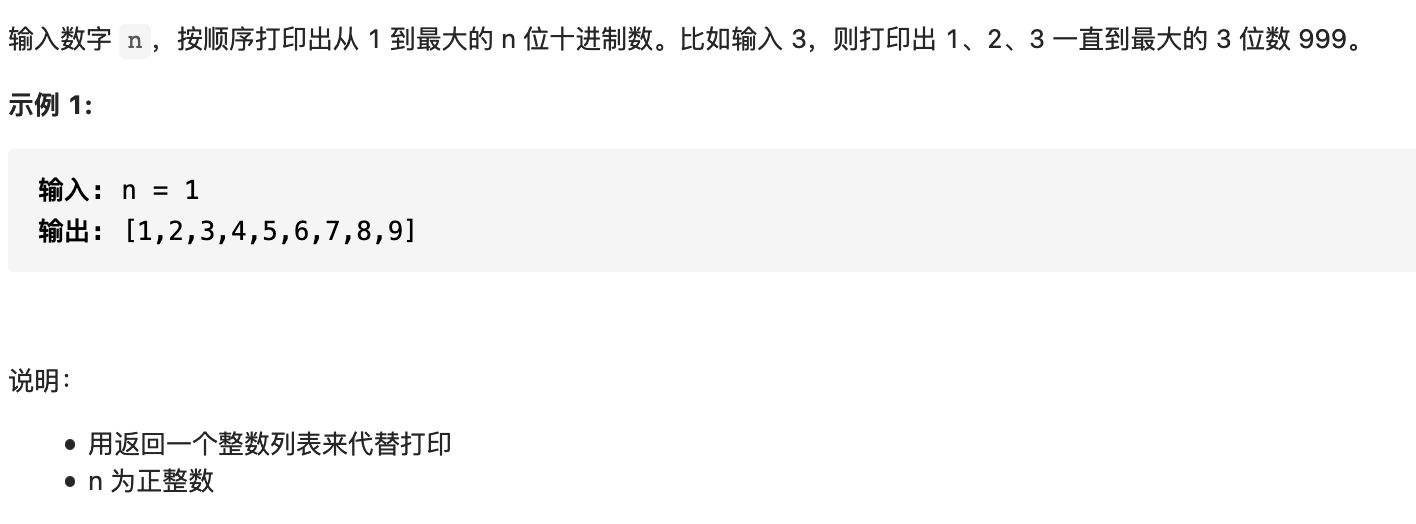 输入数字 n，按顺序打印出从 1 到最大的 n 位十进制数。比如输入 3，则打印出 1、2、3 一直到最大的 3 位数 999。
示例 1:
输入: n = 1
输出: [1,2,3,4,5,6,7,8,9]
说明：
• 用返回一个整数列表来代替打印
• n 为正整数